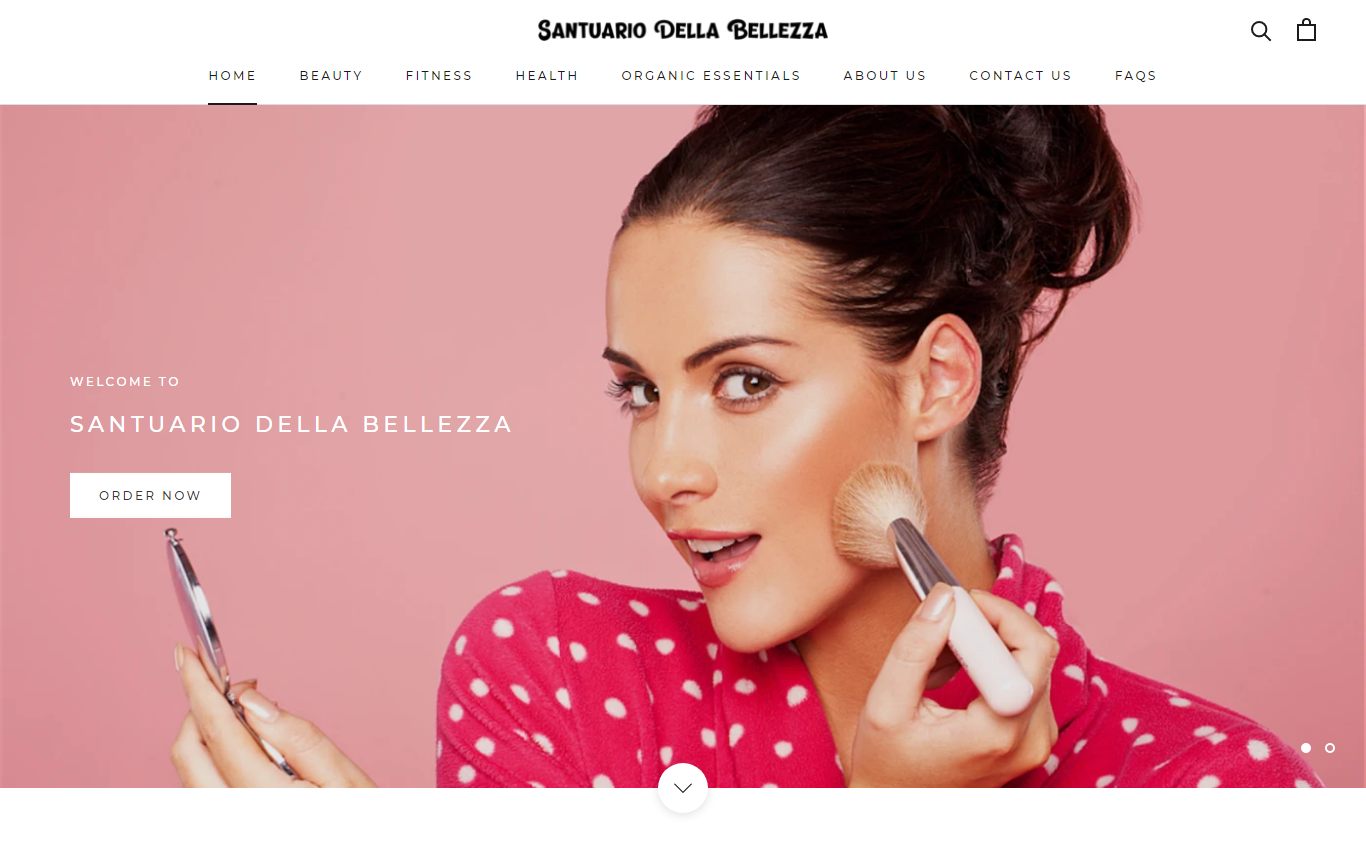 Santuario Della Bellezza
HOME BEAUTY FITNESS HEALTH ORGANIC ESSENTIALS ABOUT US CONTACT US FAQS
WELCOME TO
SANTUARIO DELLA BELLEZZA
ORDER NOW